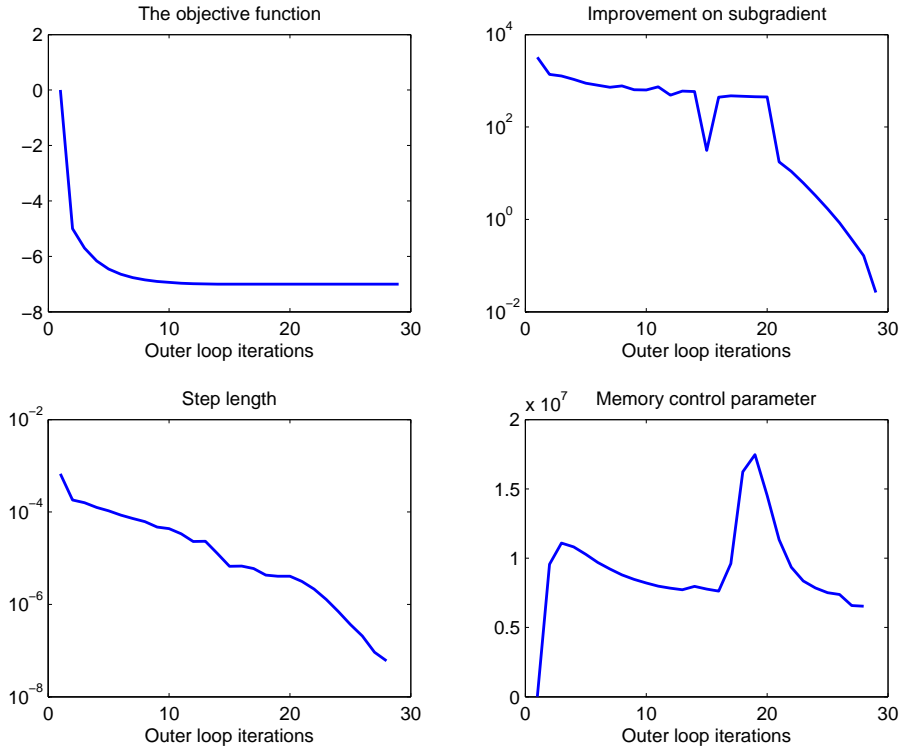 The objective function
2
0
−2
−4
−6
−8
0 10 20 30
Outer loop iterations
Improvement on subgradient
10^4
10^2
10^0
10^−2
0 10 20 30
Outer loop iterations
Step length
10^−2
10^−4
10^−6
10^−8
0 10 20 30
Outer loop iterations
Memory control parameter
x 10^7
2
1.5
1
0.5
0
0 10 20 30
Outer loop iterations